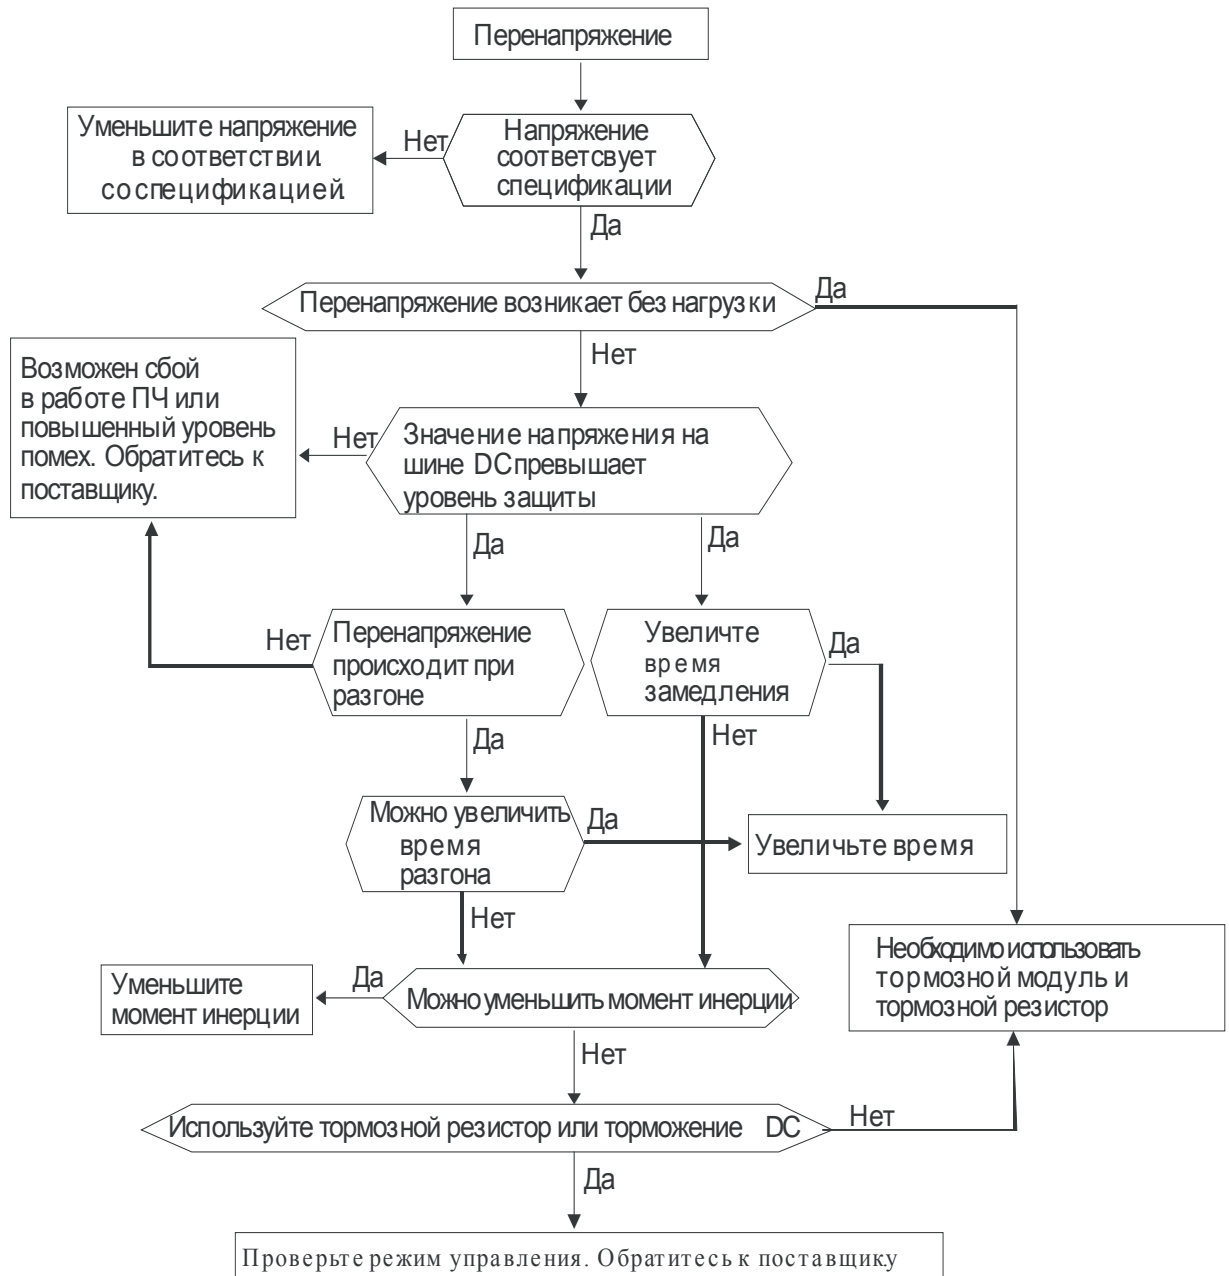 Перенапряжение
Уменьшите напряжение
в соответствии.
со спецификацией.
Нет
Напряжение
соответсвует
спецификации
Да
Перенапряжение возникает без нагрузки
Да
Нет
Возможен сбой
в работе ПЧ или
повышенный уровень
помех. Обратитесь к
поставщику.
Нет
Значение напряжения на
шине DC превышает
уровень защиты
Да
Да
Нет
Перенапряжение
происходит при
разгоне
Увеличте
время
замедления
Да
Да
Нет
Можно увеличить
время
разгона
Да
Увеличьте время
Нет
Необходимо использовать
тормозной модуль и
тормозной резистор
Уменьшите
момент инерции
Да
Можно уменьшить момент инерции
Нет
Используйте тормозной резистор или торможение DC
Нет
Да
Проверьте режим управления. Обратитесь к поставщику